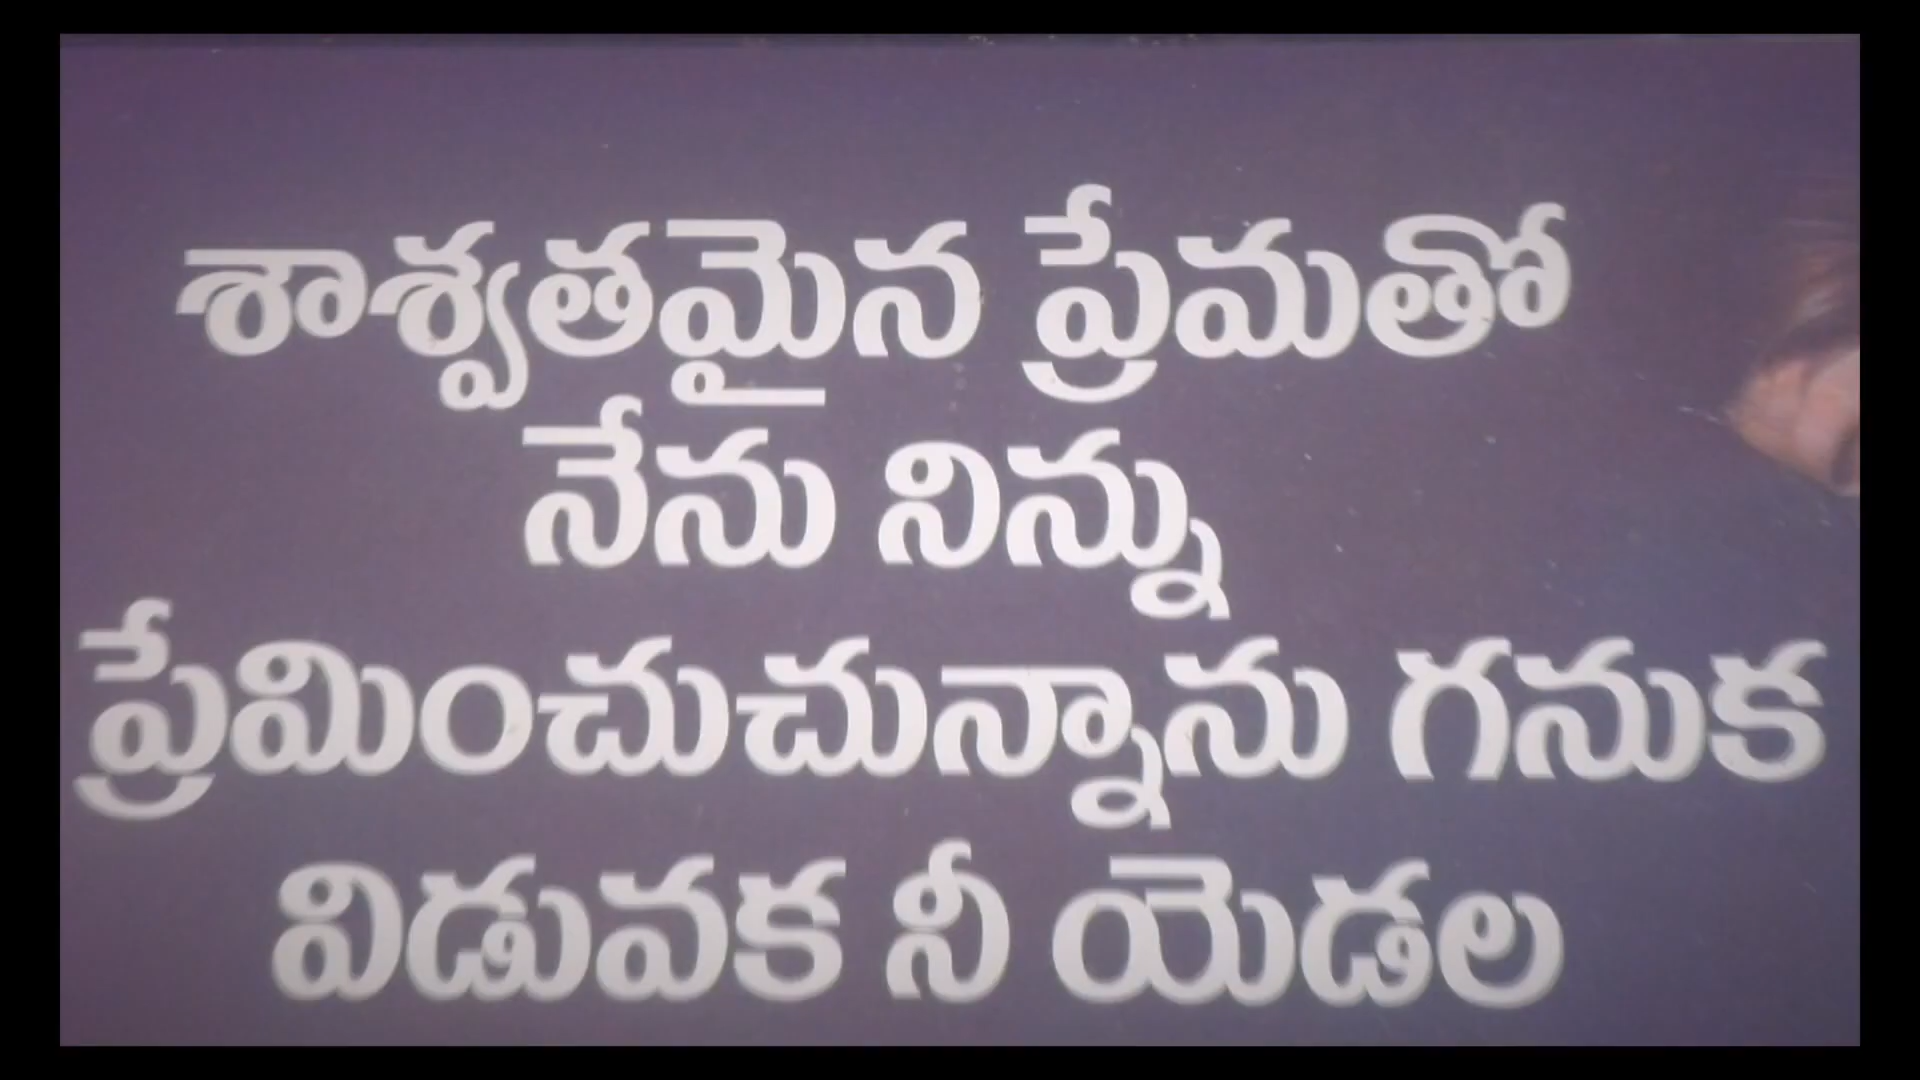 శాశ్వతమైన ప్రేమతో
నేను నిన్ను
ప్రేమించుచున్నాను గనుక
విడువక నీ యెడల